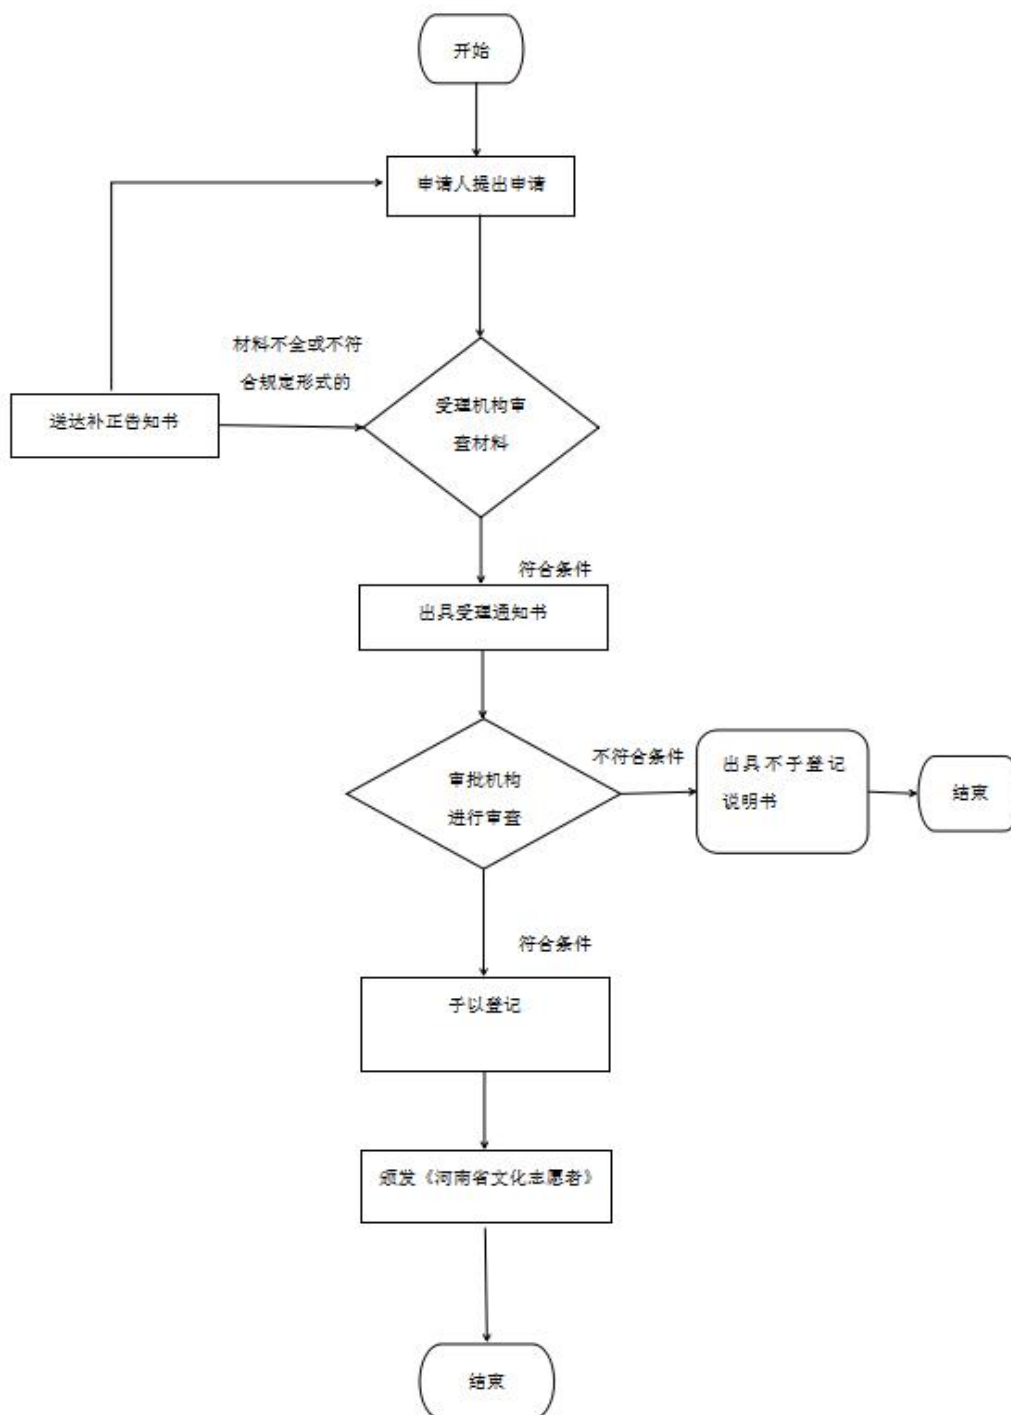 开始
申请人提出申请
材料不全或不符
合规定形式的
送达补正告知书
受理机构审
查材料
符合条件
出具受理通知书
审批机构
进行审查
不符合条件
出具不予登记
说明书
结束
符合条件
予以登记
颁发《河南省文化志愿者》
结束